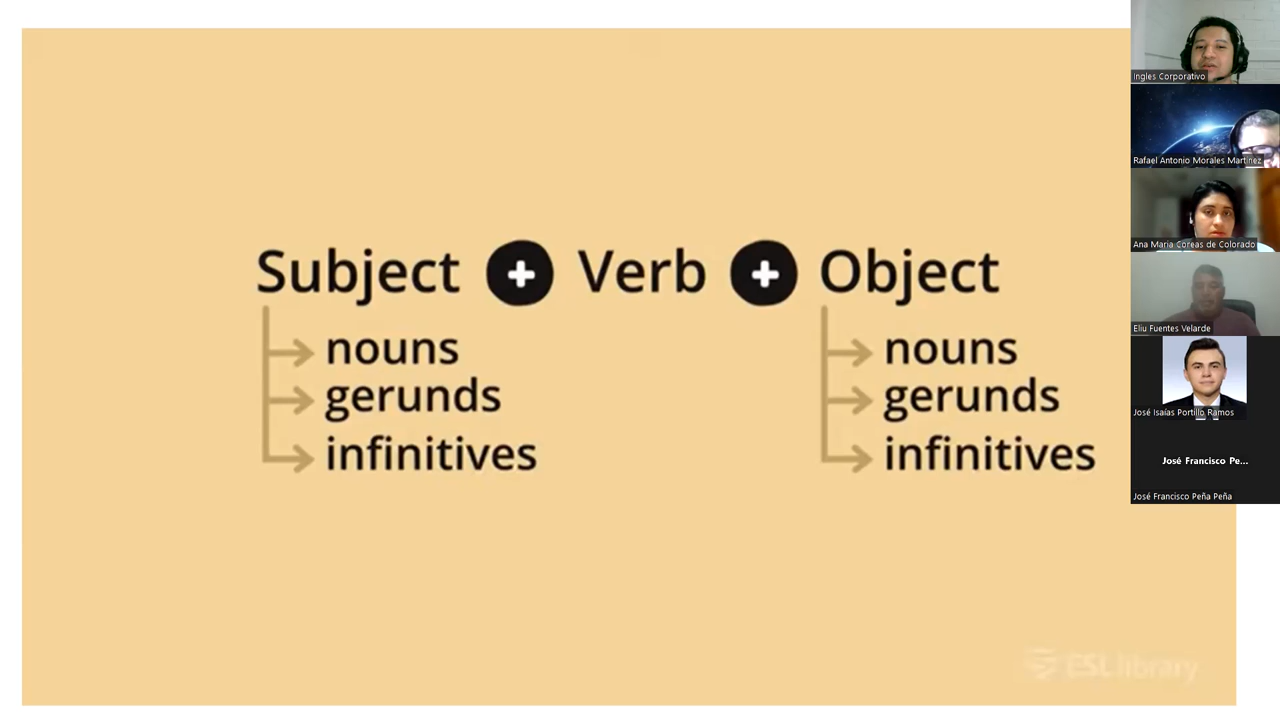 Subject + Verb + Object
nouns
gerunds
infinitives
nouns
gerunds
infinitives
ESL library
Ingles Corporativo
Rafael Antonio Morales Martinez
Ana Maria Coreas de Colorado
Eliu Fuentes Velarde
José Isaías Portillo Ramos
José Francisco Pe...
José Francisco Peña Peña